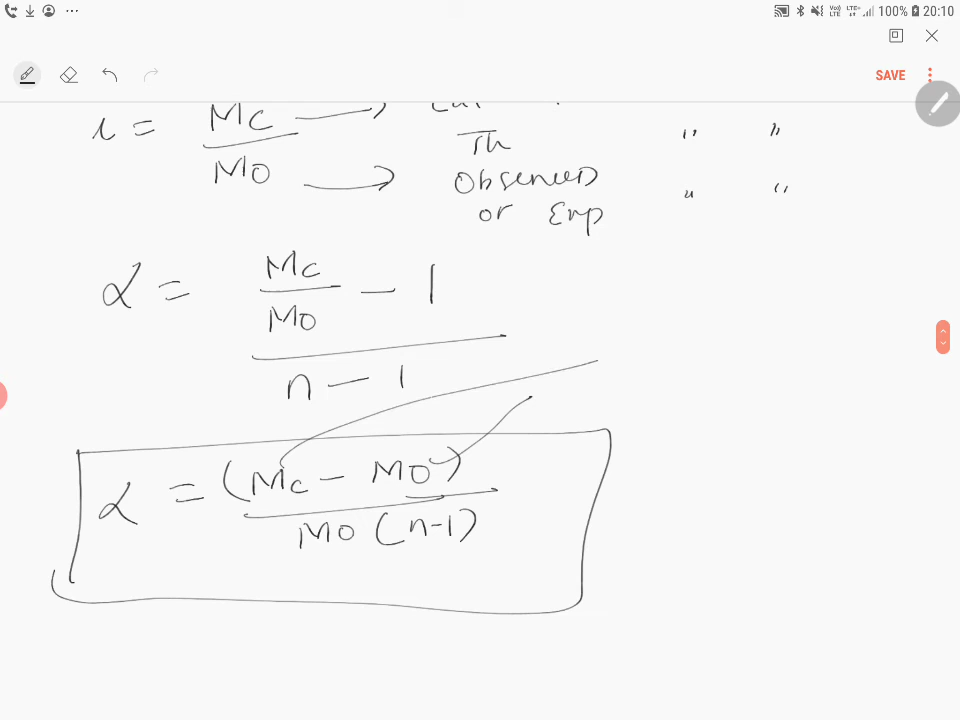 100% 20:10
SAVE
i = Mc/Mo
Th " "
Observed " "
or Exp
α = (Mc/Mo - 1)/(n - 1)
α = (Mc - Mo)/(Mo (n-1))